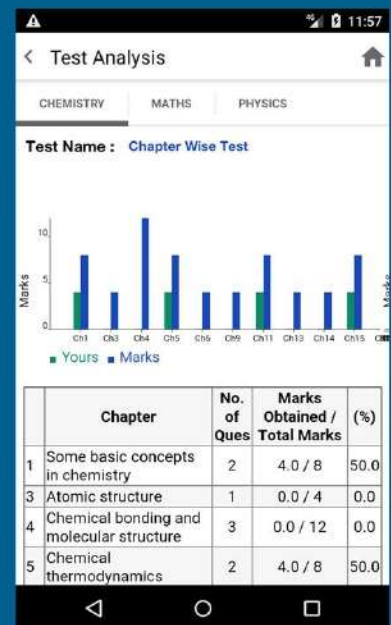 11:57
Test Analysis
CHEMISTRY MATHS PHYSICS
Test Name : Chapter Wise Test
10
5
0
Marks
Marks
Ch1 Ch3 Ch4 Ch5 Ch6 Ch9 Ch11 Ch13 Ch14 Ch15
Yours Marks
Chapter No. of Ques Marks Obtained / Total Marks (%)
1 Some basic concepts in chemistry 2 4.0 / 8 50.0
3 Atomic structure 1 0.0 / 4 0.0
4 Chemical bonding and molecular structure 3 0.0 / 12 0.0
5 Chemical thermodynamics 2 4.0 / 8 50.0